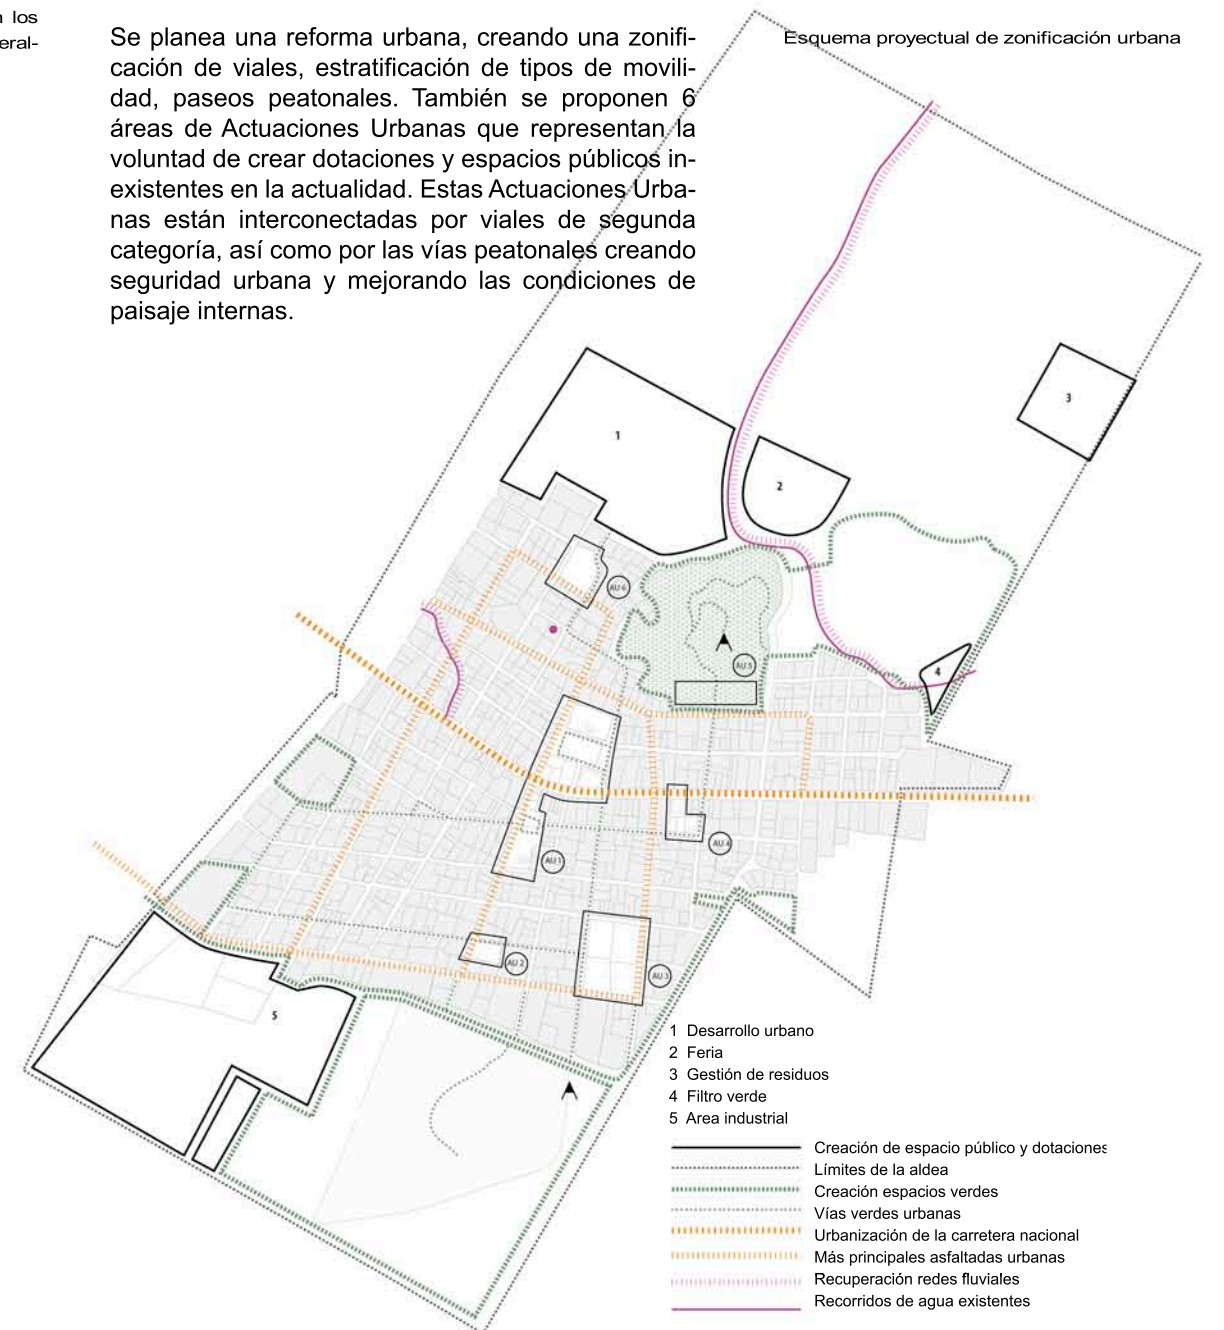 n los
eral-
Se planea una reforma urbana, creando una zonifi-
cación de viales, estratificación de tipos de movili-
dad, paseos peatonales. También se proponen 6
áreas de Actuaciones Urbanas que representan la
voluntad de crear dotaciones y espacios públicos in-
existentes en la actualidad. Estas Actuaciones Urba-
nas están interconectadas por viales de segunda
categoría, así como por las vías peatonales creando
seguridad urbana y mejorando las condiciones de
paisaje internas.
Esquema proyectual de zonificación urbana
3
1
2
AU 6
AU 5
4
AU 4
AU 1
AU 2
AU 3
5
1 Desarrollo urbano
2 Feria
3 Gestión de residuos
4 Filtro verde
5 Area industrial
Creación de espacio público y dotaciones
Límites de la aldea
Creación espacios verdes
Vías verdes urbanas
Urbanización de la carretera nacional
Más principales asfaltadas urbanas
Recuperación redes fluviales
Recorridos de agua existentes